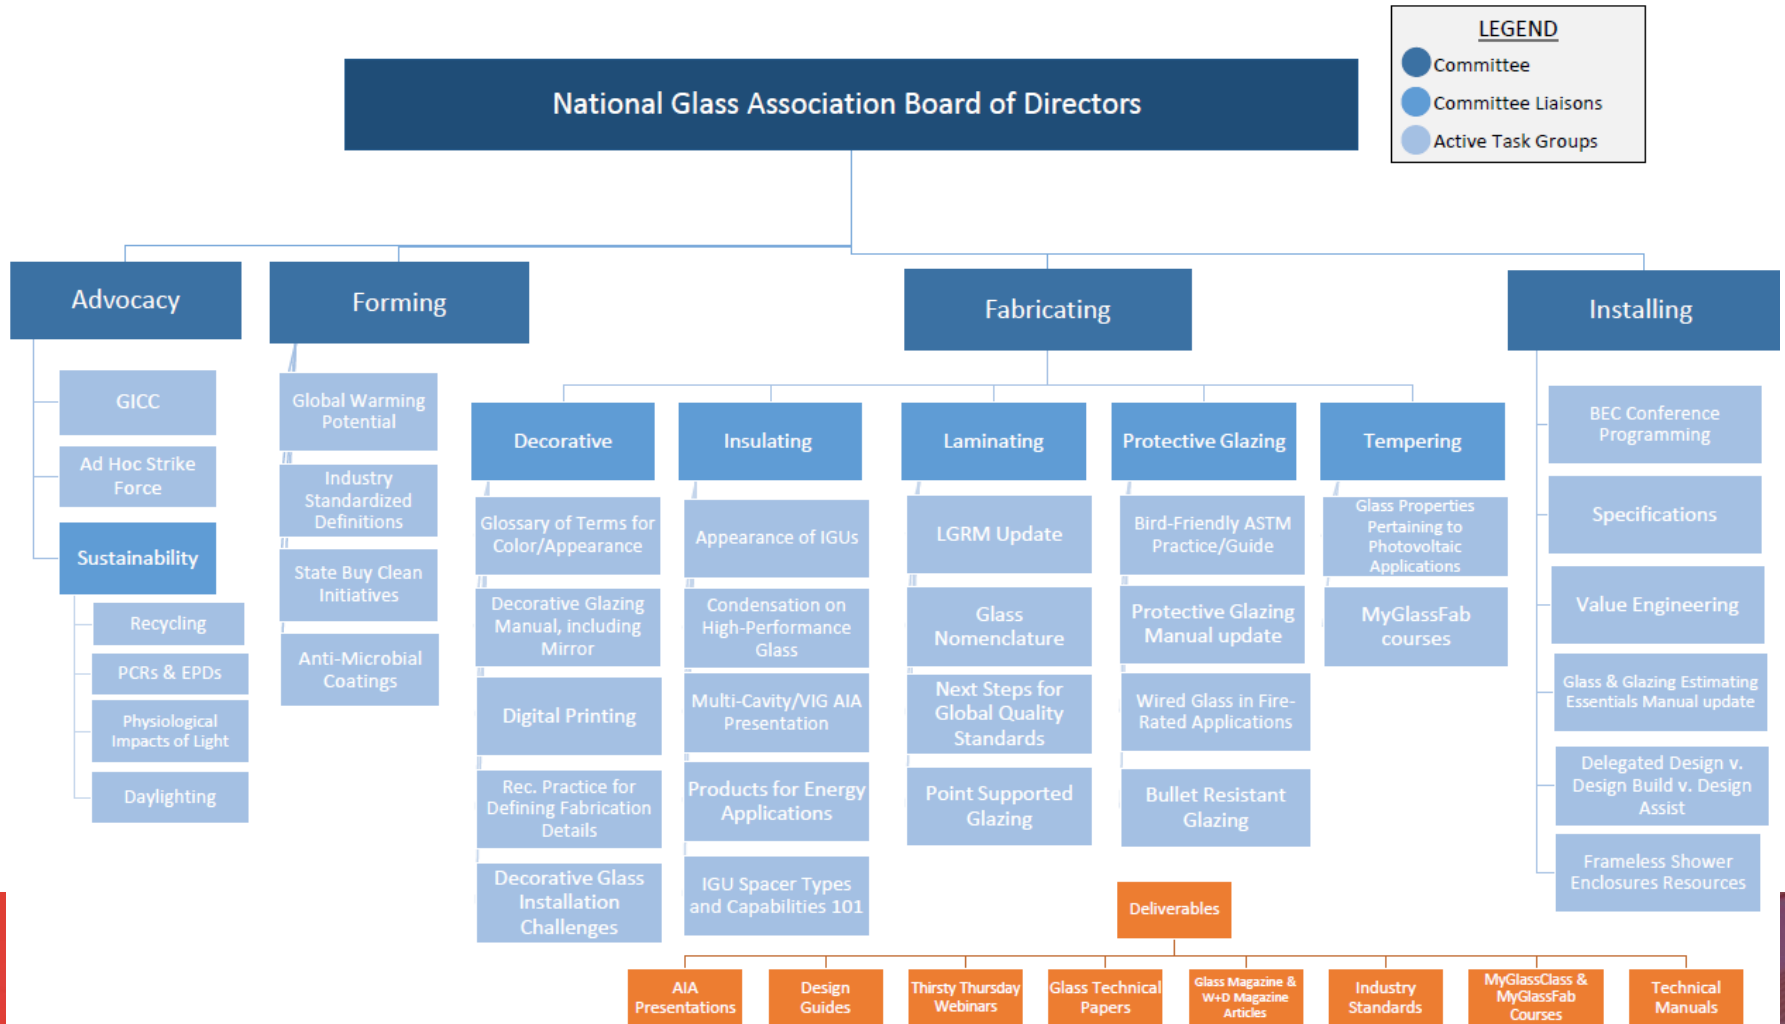 LEGEND
Committee
Committee Liaisons
Active Task Groups
National Glass Association Board of Directors
Advocacy
GICC
Ad Hoc Strike
Force
Sustainability
Recycling
PCRs & EPDs
Physiological
Impacts of Light
Daylighting
Forming
Global Warming
Potential
Industry
Standardized
Definitions
State Buy Clean
Initiatives
Anti-Microbial
Coatings
Fabricating
Decorative
Glossary of Terms for
Color/Appearance
Decorative Glazing
Manual, including
Mirror
Digital Printing
Rec. Practice for
Defining Fabrication
Details
Decorative Glass
Installation
Challenges
Insulating
Appearance of IGUs
Condensation on
High-Performance
Glass
Multi-Cavity/VIG AIA
Presentation
Products for Energy
Applications
IGU Spacer Types
and Capabilities 101
Laminating
LGRM Update
Glass
Nomenclature
Next Steps for
Global Quality
Standards
Point Supported
Glazing
Protective Glazing
Bird-Friendly ASTM
Practice/Guide
Protective Glazing
Manual update
Wired Glass in Fire-
Rated Applications
Bullet Resistant
Glazing
Tempering
Glass Properties
Pertaining to
Photovoltaic
Applications
MyGlassFab
courses
Installing
BEC Conference
Programming
Specifications
Value Engineering
Glass & Glazing Estimating
Essentials Manual update
Delegated Design v.
Design Build v. Design
Assist
Frameless Shower
Enclosures Resources
Deliverables
AIA
Presentations
Design
Guides
Thirsty Thursday
Webinars
Glass Technical
Papers
Glass Magazine &
W+D Magazine
Articles
Industry
Standards
MyGlassClass &
MyGlassFab
Courses
Technical
Manuals